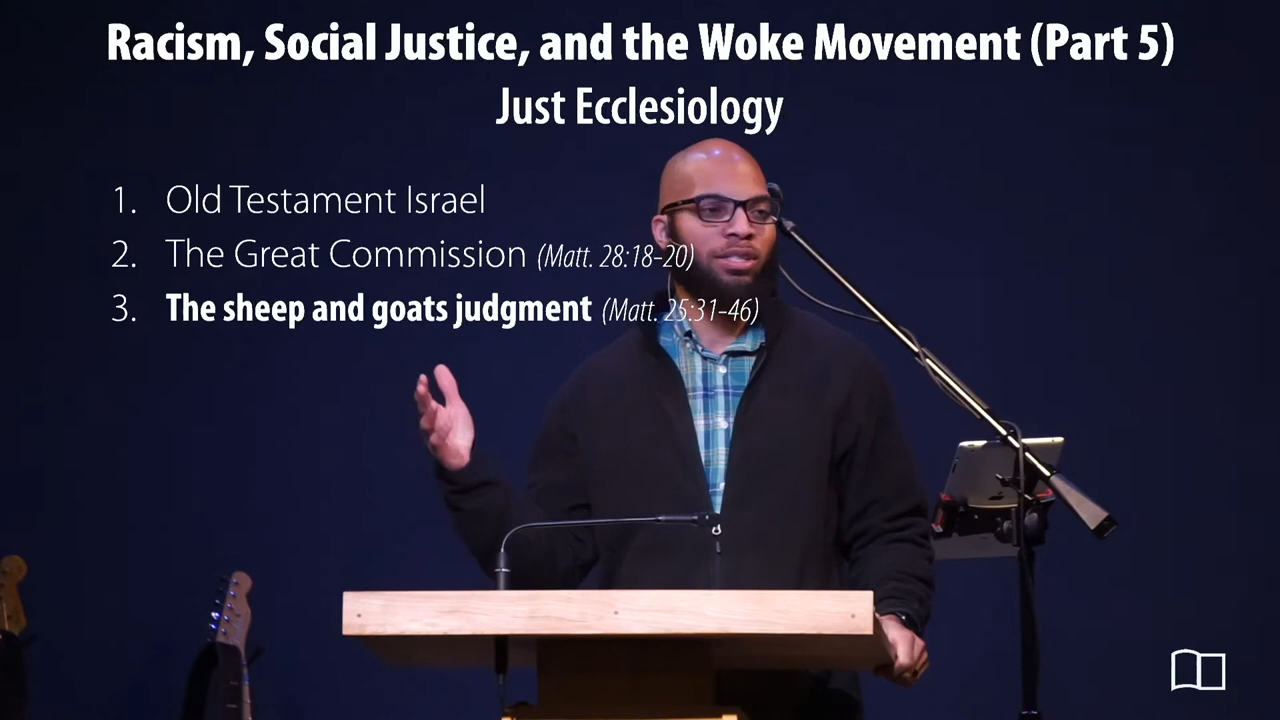 Racism, Social Justice, and the Woke Movement (Part 5)
Just Ecclesiology
1. Old Testament Israel
2. The Great Commission (Matt. 28:18-20)
3. The sheep and goats judgment (Matt. 25:31-46)